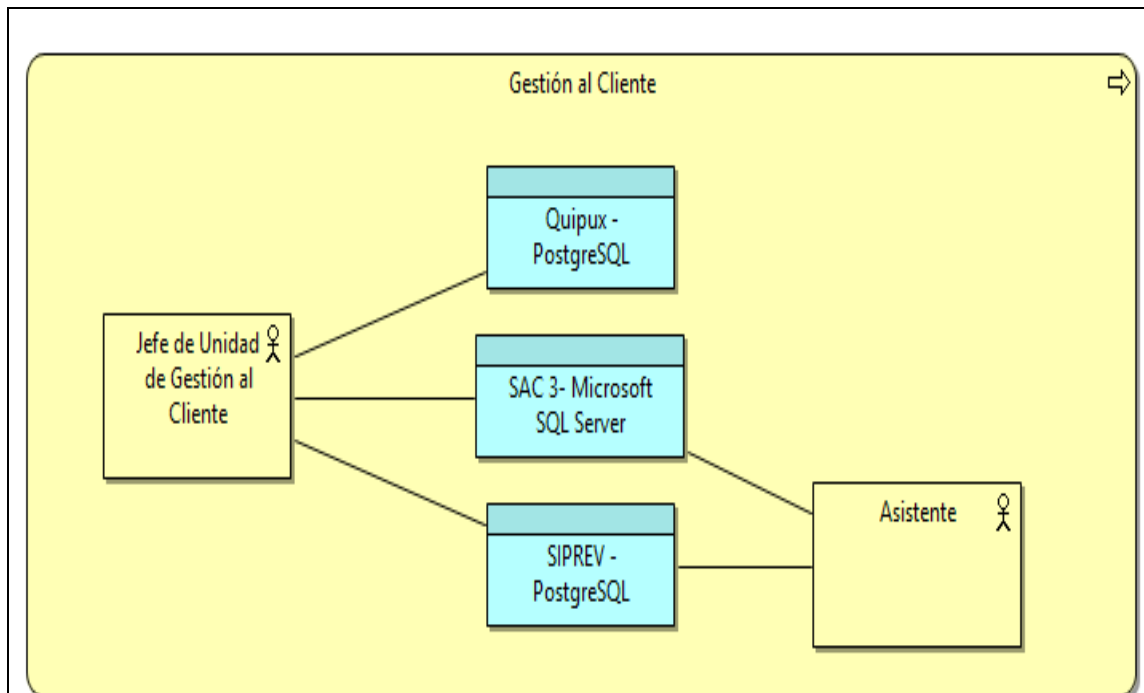 Gestión al Cliente
Quipux -
PostgreSQL
Jefe de Unidad
de Gestión al
Cliente
SAC 3- Microsoft
SQL Server
Asistente
SIPREV -
PostgreSQL